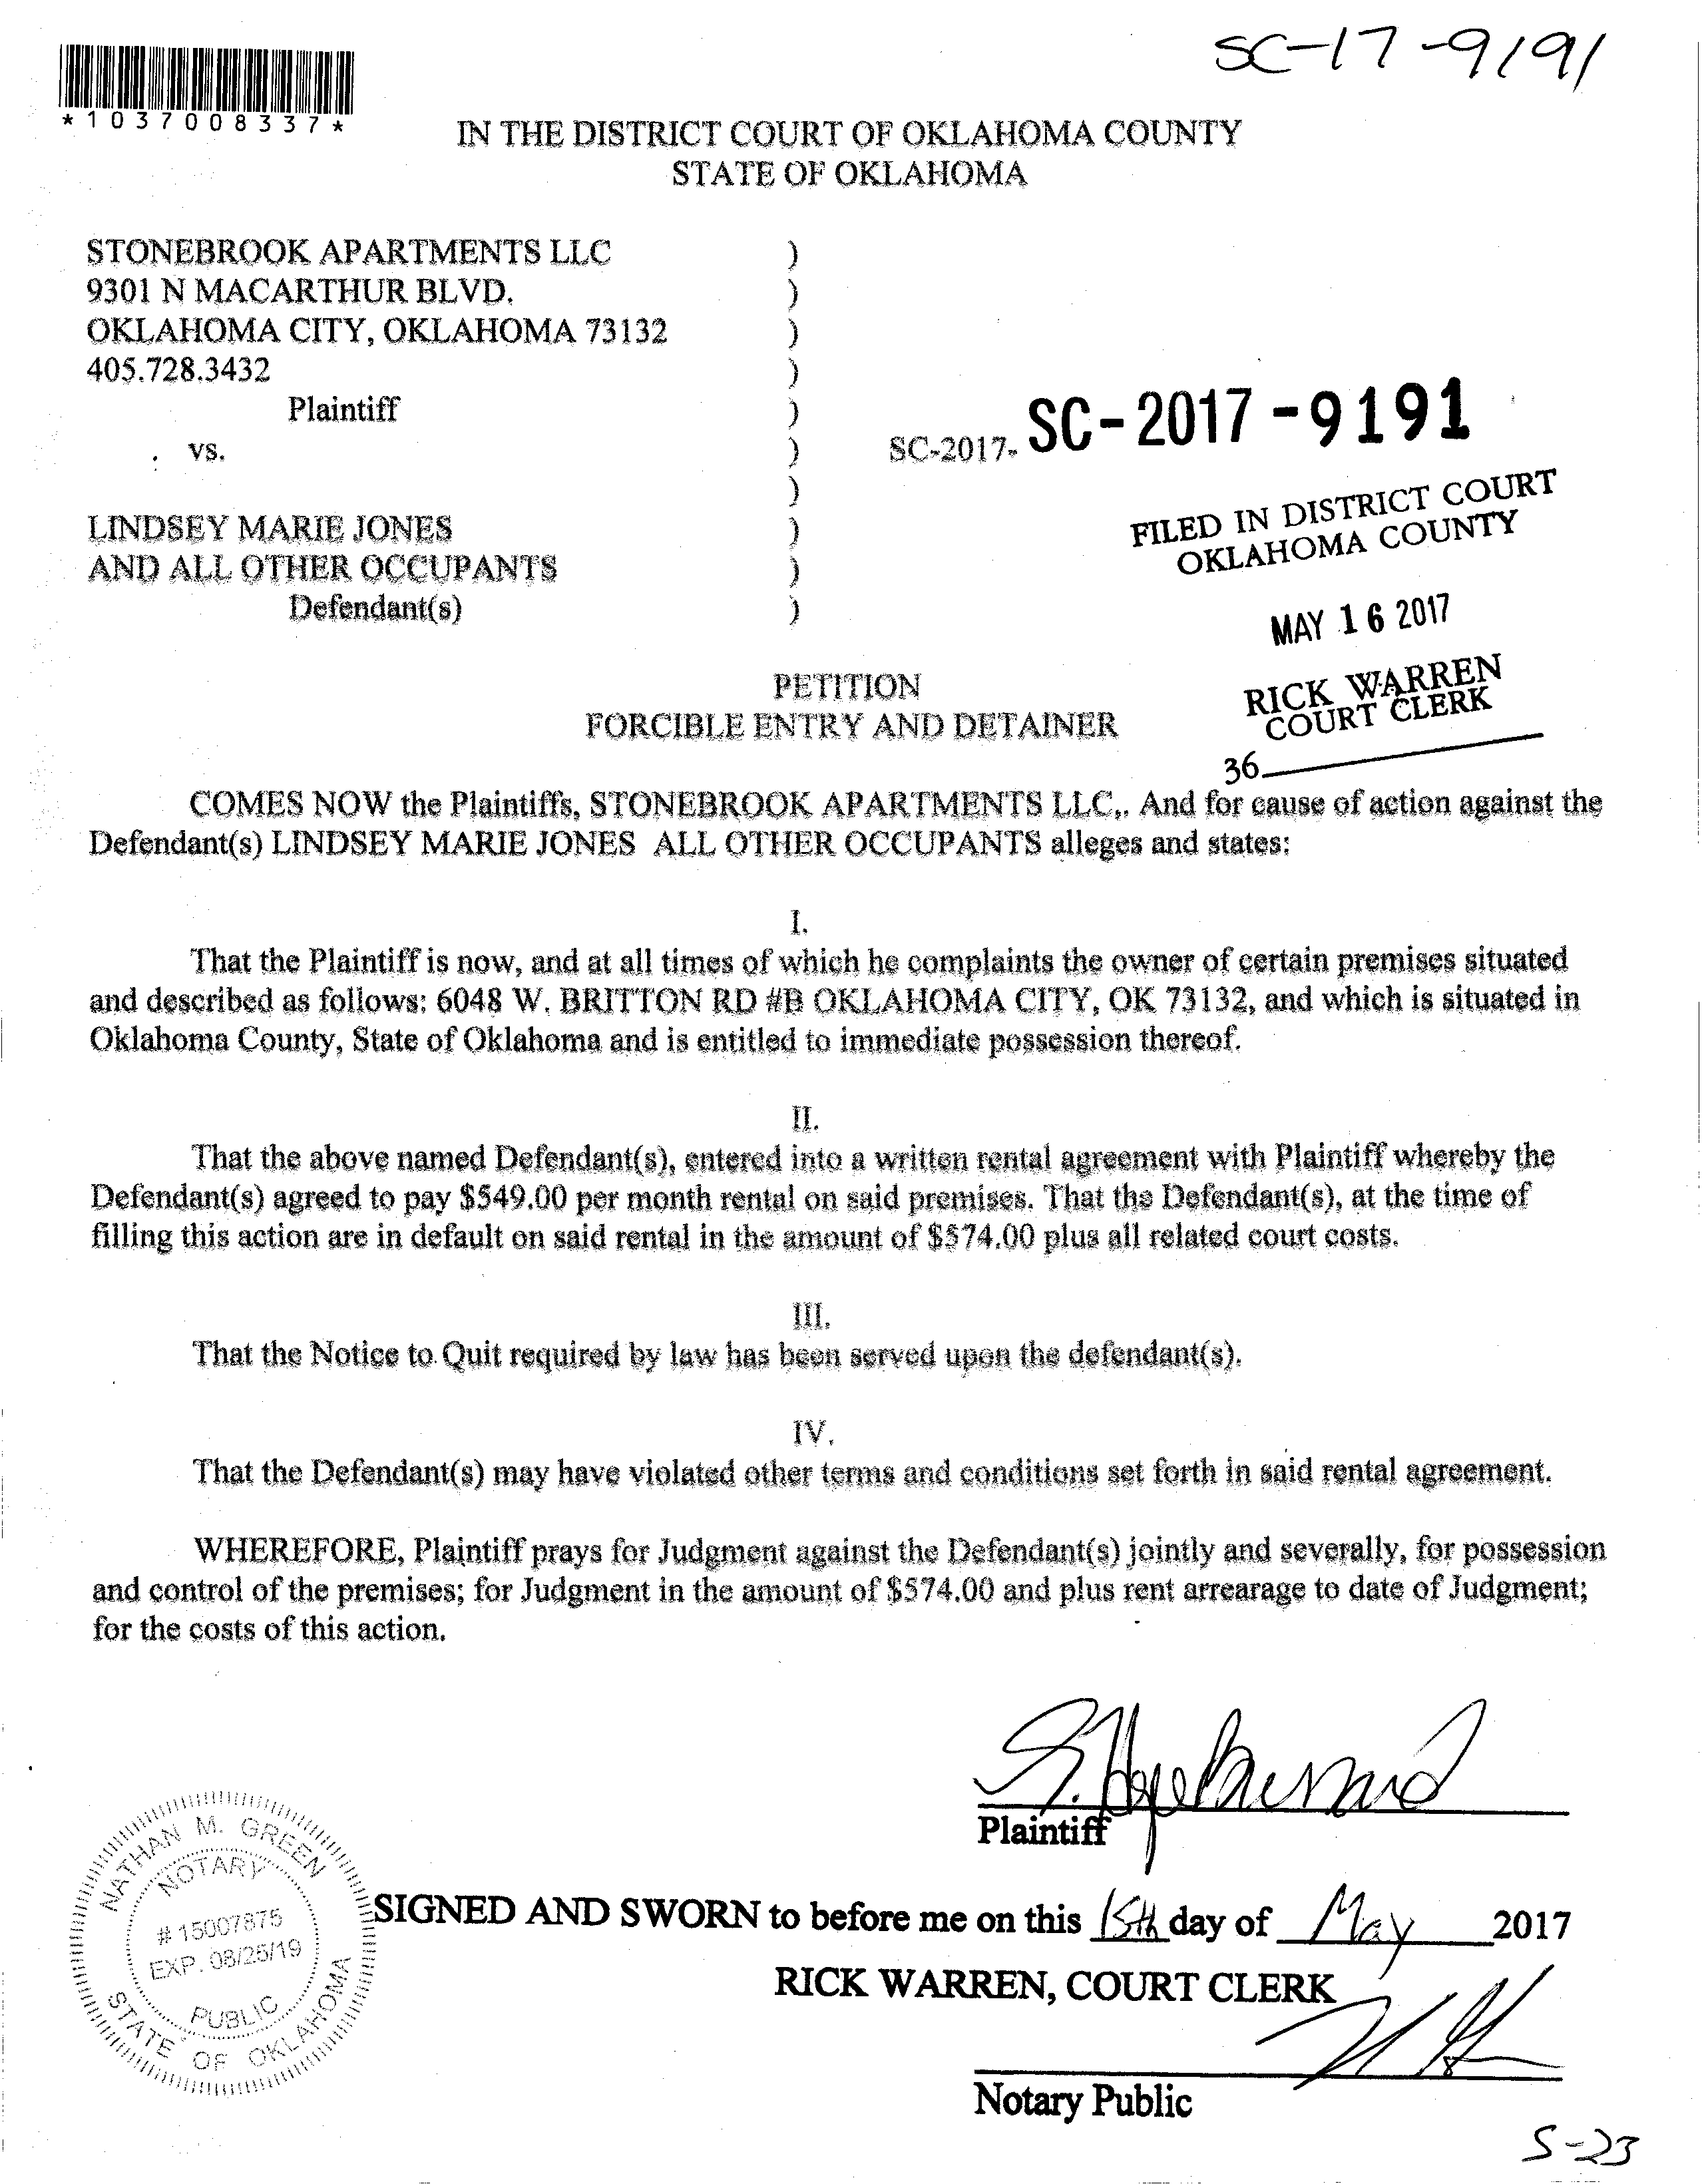 SC-17-9191
*1037008337*
IN THE DISTRICT COURT OF OKLAHOMA COUNTY
STATE OF OKLAHOMA
STONEBROOK APARTMENTS LLC )
9301 N MACARTHUR BLVD. )
OKLAHOMA CITY, OKLAHOMA 73132 )
405.728.3432 )
Plaintiff )
vs. ) SC-2017- SC-2017-9191
)
LINDSEY MARIE JONES )
AND ALL OTHER OCCUPANTS )
Defendant(s) )
FILED IN DISTRICT COURT
OKLAHOMA COUNTY
MAY 16 2017
RICK WARREN
COURT CLERK
36
PETITION
FORCIBLE ENTRY AND DETAINER
COMES NOW the Plaintiffs, STONEBROOK APARTMENTS LLC,. And for cause of action against the
Defendant(s) LINDSEY MARIE JONES ALL OTHER OCCUPANTS alleges and states:
I.
That the Plaintiff is now, and at all times of which he complaints the owner of certain premises situated
and described as follows: 6048 W. BRITTON RD #B OKLAHOMA CITY, OK 73132, and which is situated in
Oklahoma County, State of Oklahoma and is entitled to immediate possession thereof.
II.
That the above named Defendant(s), entered into a written rental agreement with Plaintiff whereby the
Defendant(s) agreed to pay $549.00 per month rental on said premises. That the Defendant(s), at the time of
filling this action are in default on said rental in the amount of $574.00 plus all related court costs.
III.
That the Notice to Quit required by law has been served upon the defendant(s).
IV.
That the Defendant(s) may have violated other terms and conditions set forth in said rental agreement.
WHEREFORE, Plaintiff prays for Judgment against the Defendant(s) jointly and severally, for possession
and control of the premises; for Judgment in the amount of $574.00 and plus rent arrearage to date of Judgment;
for the costs of this action.
Plaintiff
NATHAN M. GREEN
NOTARY
# 15007875
EXP. 08/25/19
PUBLIC
STATE OF OKLAHOMA
SIGNED AND SWORN to before me on this 15th day of May 2017
RICK WARREN, COURT CLERK
Notary Public
5-23